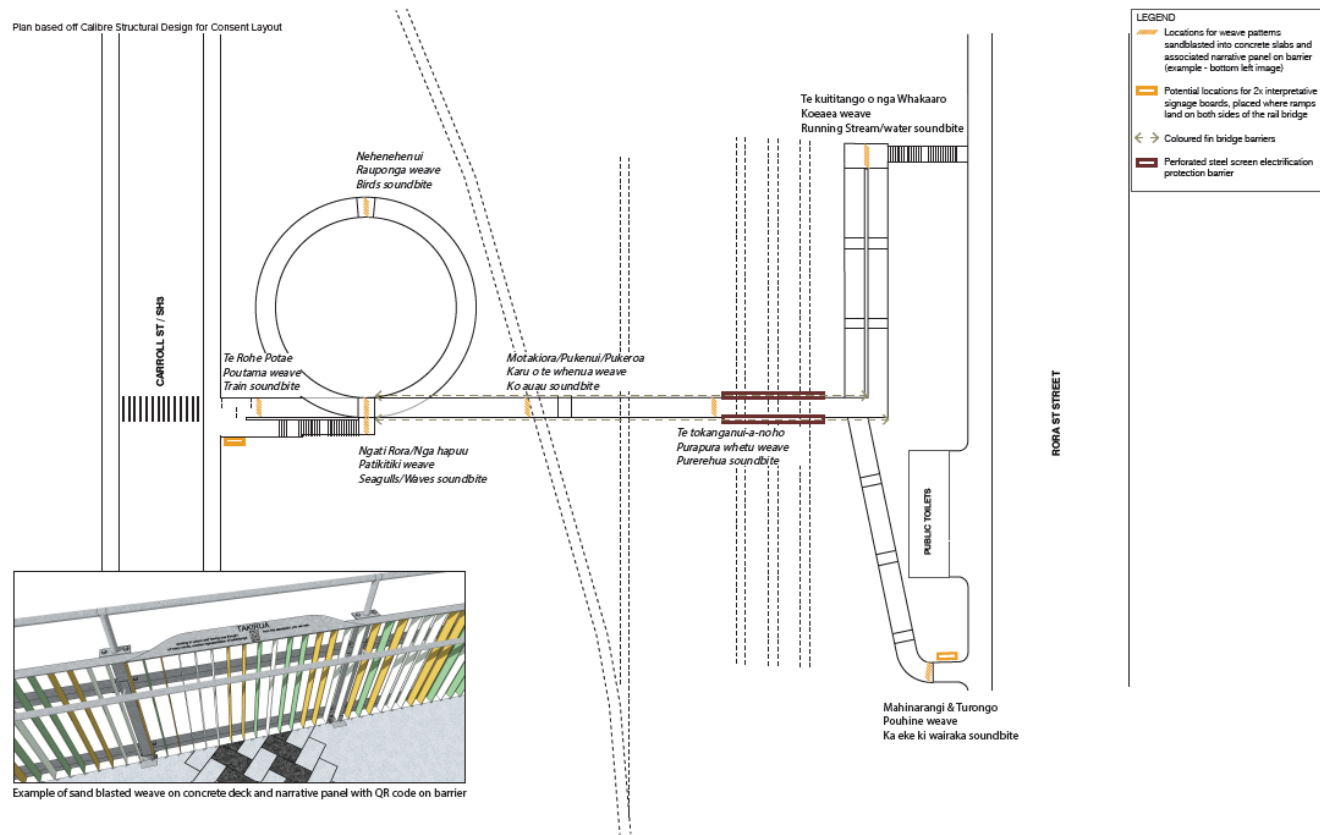 Plan based off Calibre Structural Design for Consent Layout
LEGEND
Locations for weave patterns
sandblasted into concrete slabs and
associated narrative panel on barrier
(example - bottom left image)
Potential locations for 2x interpretative
signage boards, placed where ramps
land on both sides of the rail bridge
Coloured fin bridge barriers
Perforated steel screen electrification
protection barrier
Te kuititango o nga Whakaaro
Koeaea weave
Running Stream/water soundbite
Nehenehenui
Rauponga weave
Birds soundbite
CARROLL ST / SH3
Te Rohe Potae
Poutama weave
Train soundbite
Motakiora/Pukenui/Pukeroa
Karu o te whenua weave
Ko auau soundbite
Ngati Rora/Nga hapuu
Patikitiki weave
Seagulls/Waves soundbite
Te tokanganui-a-noho
Purapura whetu weave
Purerehua soundbite
RORA ST STREET
PUBLIC TOILETS
Mahinarangi & Turongo
Pouhine weave
Ka eke ki wairaka soundbite
TAKIRUA
Example of sand blasted weave on concrete deck and narrative panel with QR code on barrier